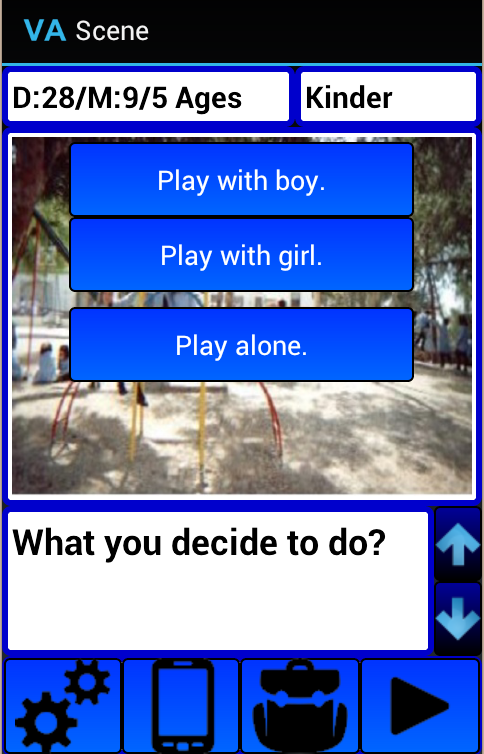 VA Scene
D:28/M:9/5 Ages
Kinder
Play with boy.
Play with girl.
Play alone.
What you decide to do?